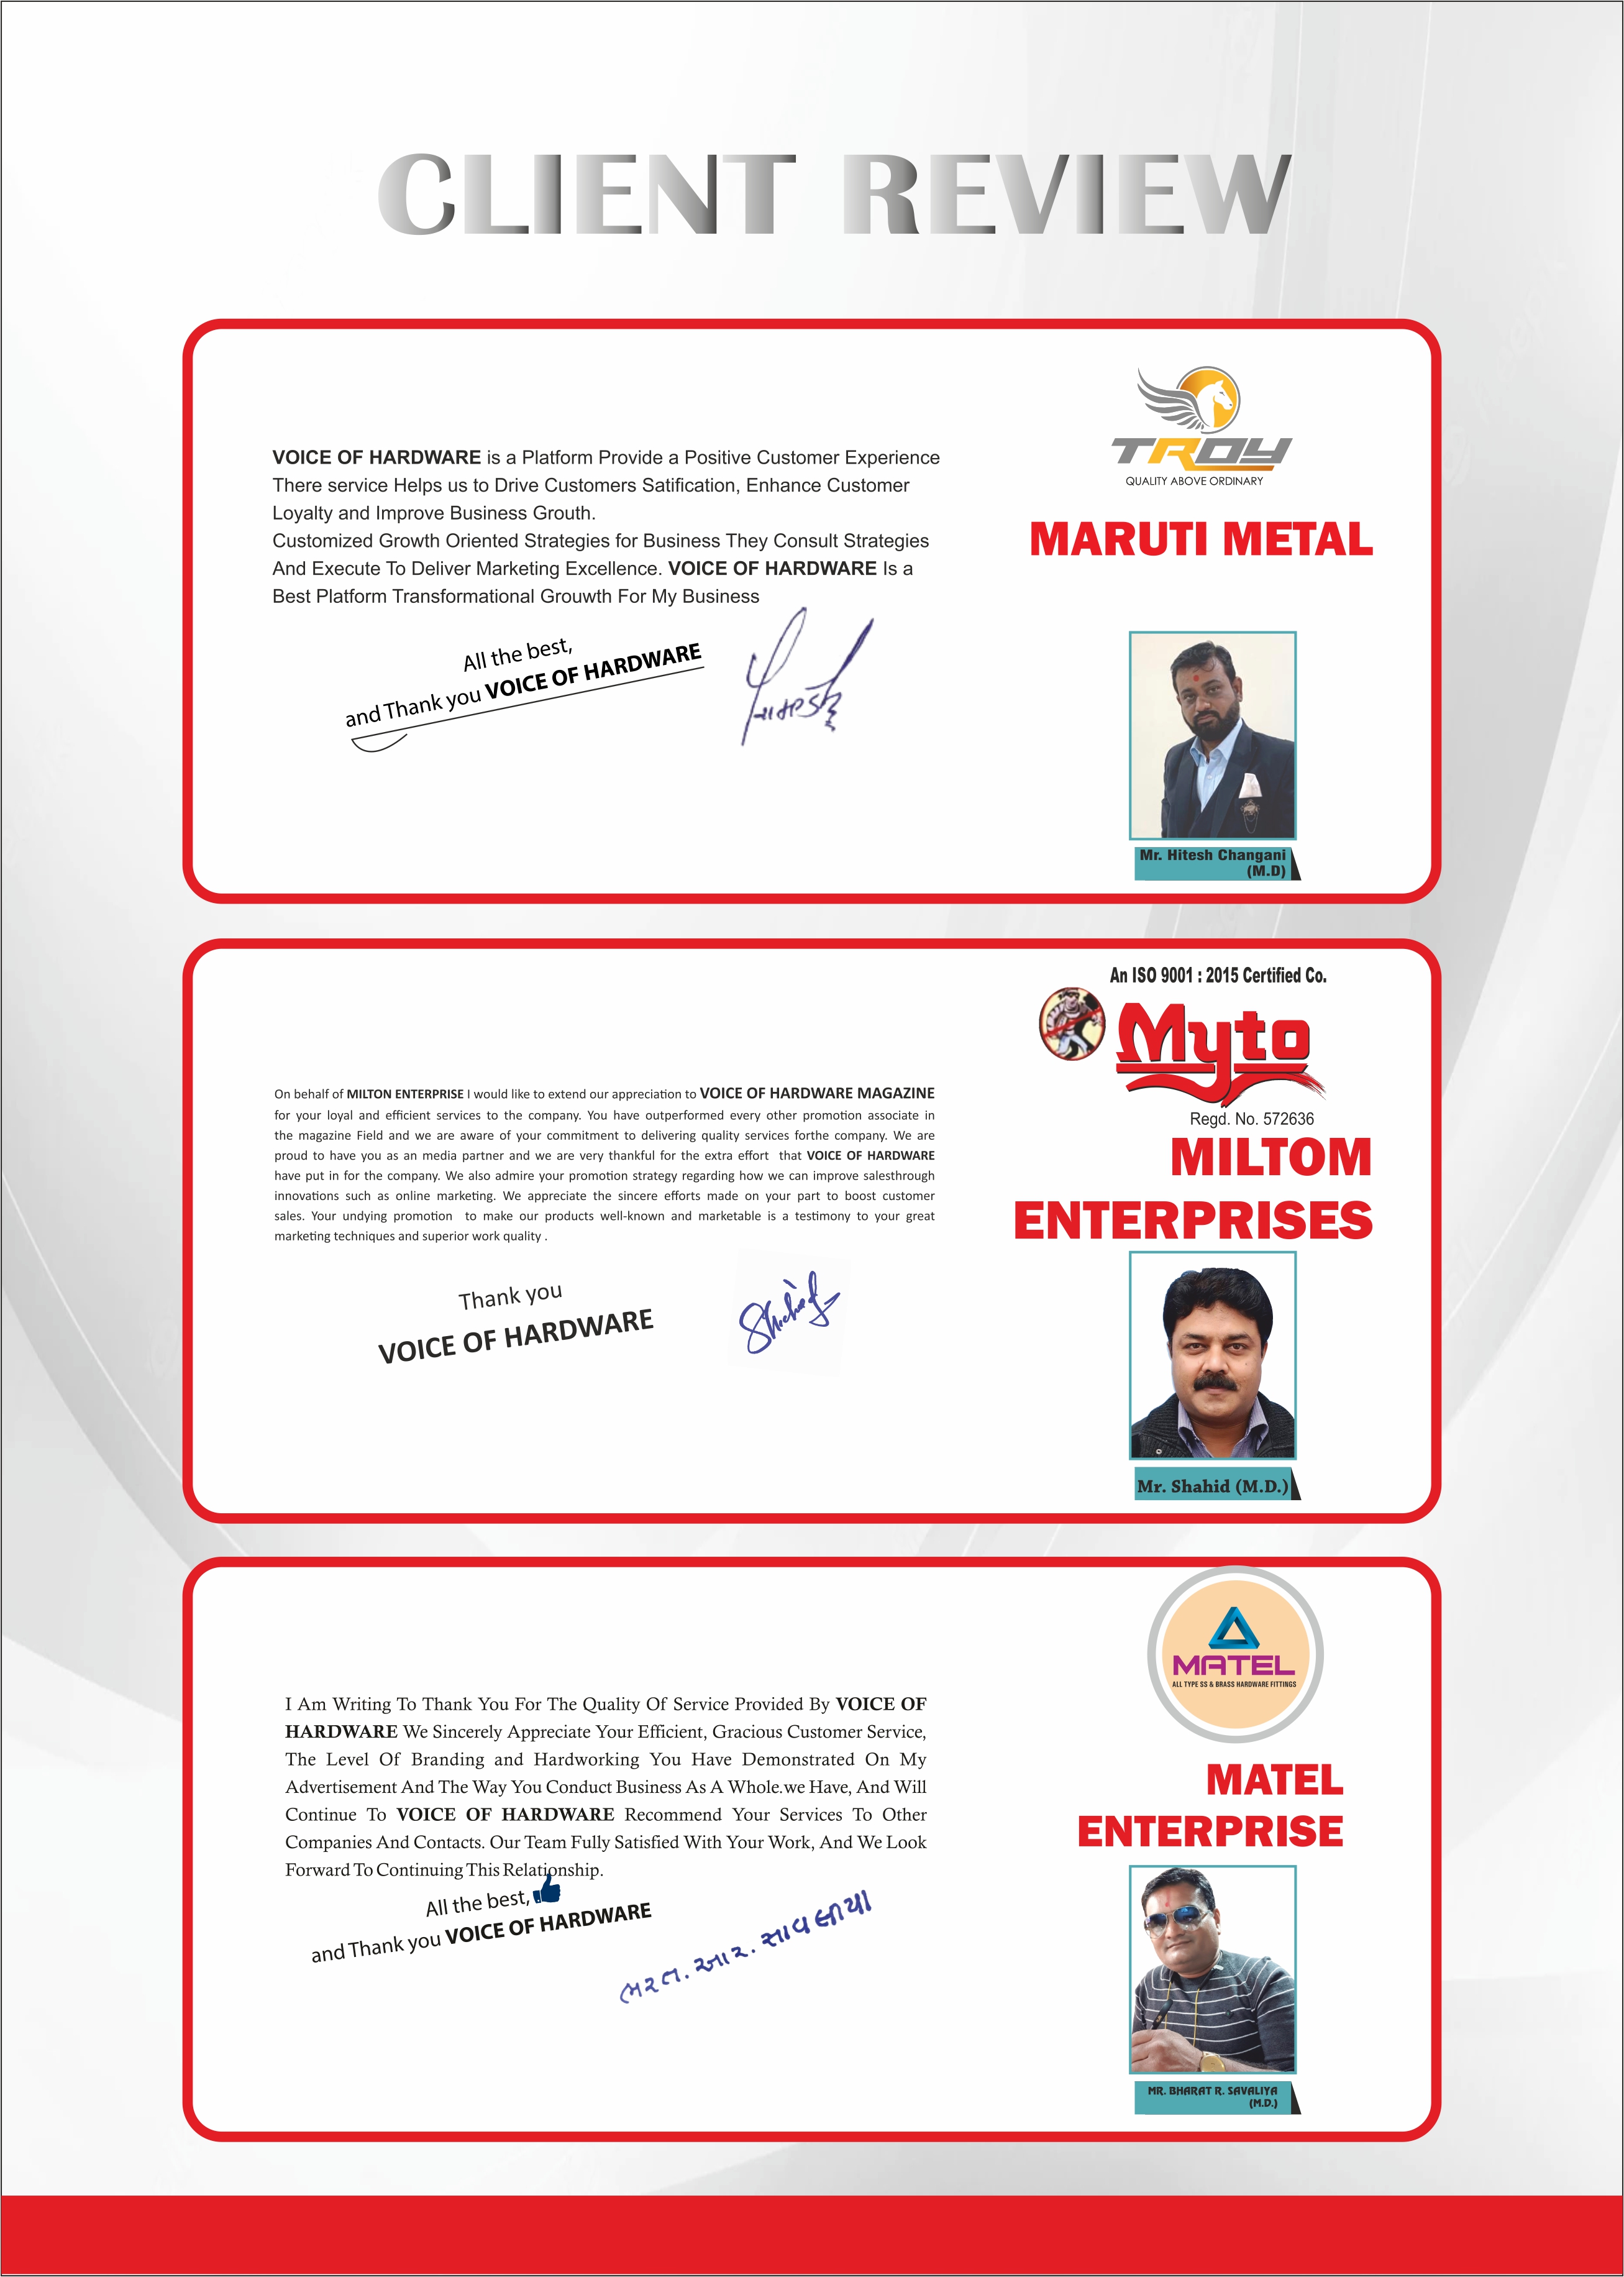 CLIENT REVIEW
VOICE OF HARDWARE is a Platform Provide a Positive Customer Experience
There service Helps us to Drive Customers Satification, Enhance Customer
Loyalty and Improve Business Grouth.
Customized Growth Oriented Strategies for Business They Consult Strategies
And Execute To Deliver Marketing Excellence. VOICE OF HARDWARE Is a
Best Platform Transformational Grouwth For My Business
All the best,
and Thank you VOICE OF HARDWARE
TROY
QUALITY ABOVE ORDINARY
MARUTI METAL
Mr. Hitesh Changani
(M.D)
On behalf of MILTON ENTERPRISE I would like to extend our appreciation to VOICE OF HARDWARE MAGAZINE
for your loyal and efficient services to the company. You have outperformed every other promotion associate in
the magazine Field and we are aware of your commitment to delivering quality services forthe company. We are
proud to have you as an media partner and we are very thankful for the extra effort that VOICE OF HARDWARE
have put in for the company. We also admire your promotion strategy regarding how we can improve salesthrough
innovations such as online marketing. We appreciate the sincere efforts made on your part to boost customer
sales. Your undying promotion to make our products well-known and marketable is a testimony to your great
marketing techniques and superior work quality .
Thank you
VOICE OF HARDWARE
An ISO 9001 : 2015 Certified Co.
Myto
Regd. No. 572636
MILTOM
ENTERPRISES
Mr. Shahid (M.D.)
I Am Writing To Thank You For The Quality Of Service Provided By VOICE OF
HARDWARE We Sincerely Appreciate Your Efficient, Gracious Customer Service,
The Level Of Branding and Hardworking You Have Demonstrated On My
Advertisement And The Way You Conduct Business As A Whole.we Have, And Will
Continue To VOICE OF HARDWARE Recommend Your Services To Other
Companies And Contacts. Our Team Fully Satisfied With Your Work, And We Look
Forward To Continuing This Relationship.
All the best,
and Thank you VOICE OF HARDWARE
ભરત. આર. સાવલીયા
MATEL
ALL TYPE SS & BRASS HARDWARE FITTINGS
MATEL
ENTERPRISE
MR. BHARAT R. SAVALIYA
(M.D.)